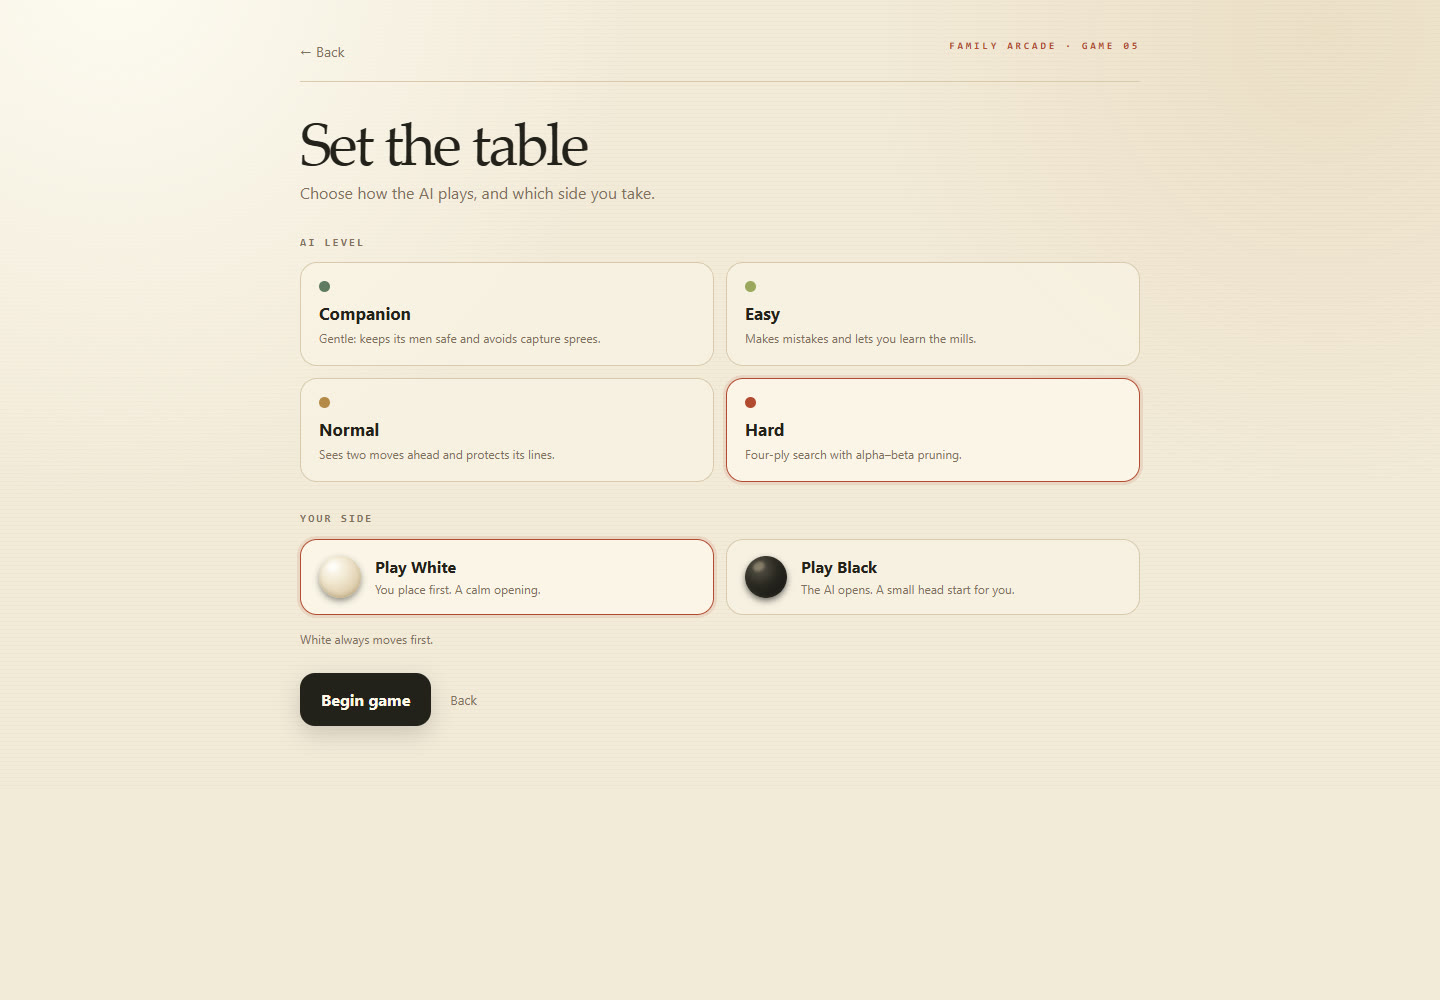 ← Back
FAMILY ARCADE · GAME 05
Set the table
Choose how the AI plays, and which side you take.
AI LEVEL
Companion
Gentle: keeps its men safe and avoids capture sprees.
Easy
Makes mistakes and lets you learn the mills.
Normal
Sees two moves ahead and protects its lines.
Hard
Four-ply search with alpha–beta pruning.
YOUR SIDE
Play White
You place first. A calm opening.
Play Black
The AI opens. A small head start for you.
White always moves first.
Begin game
Back